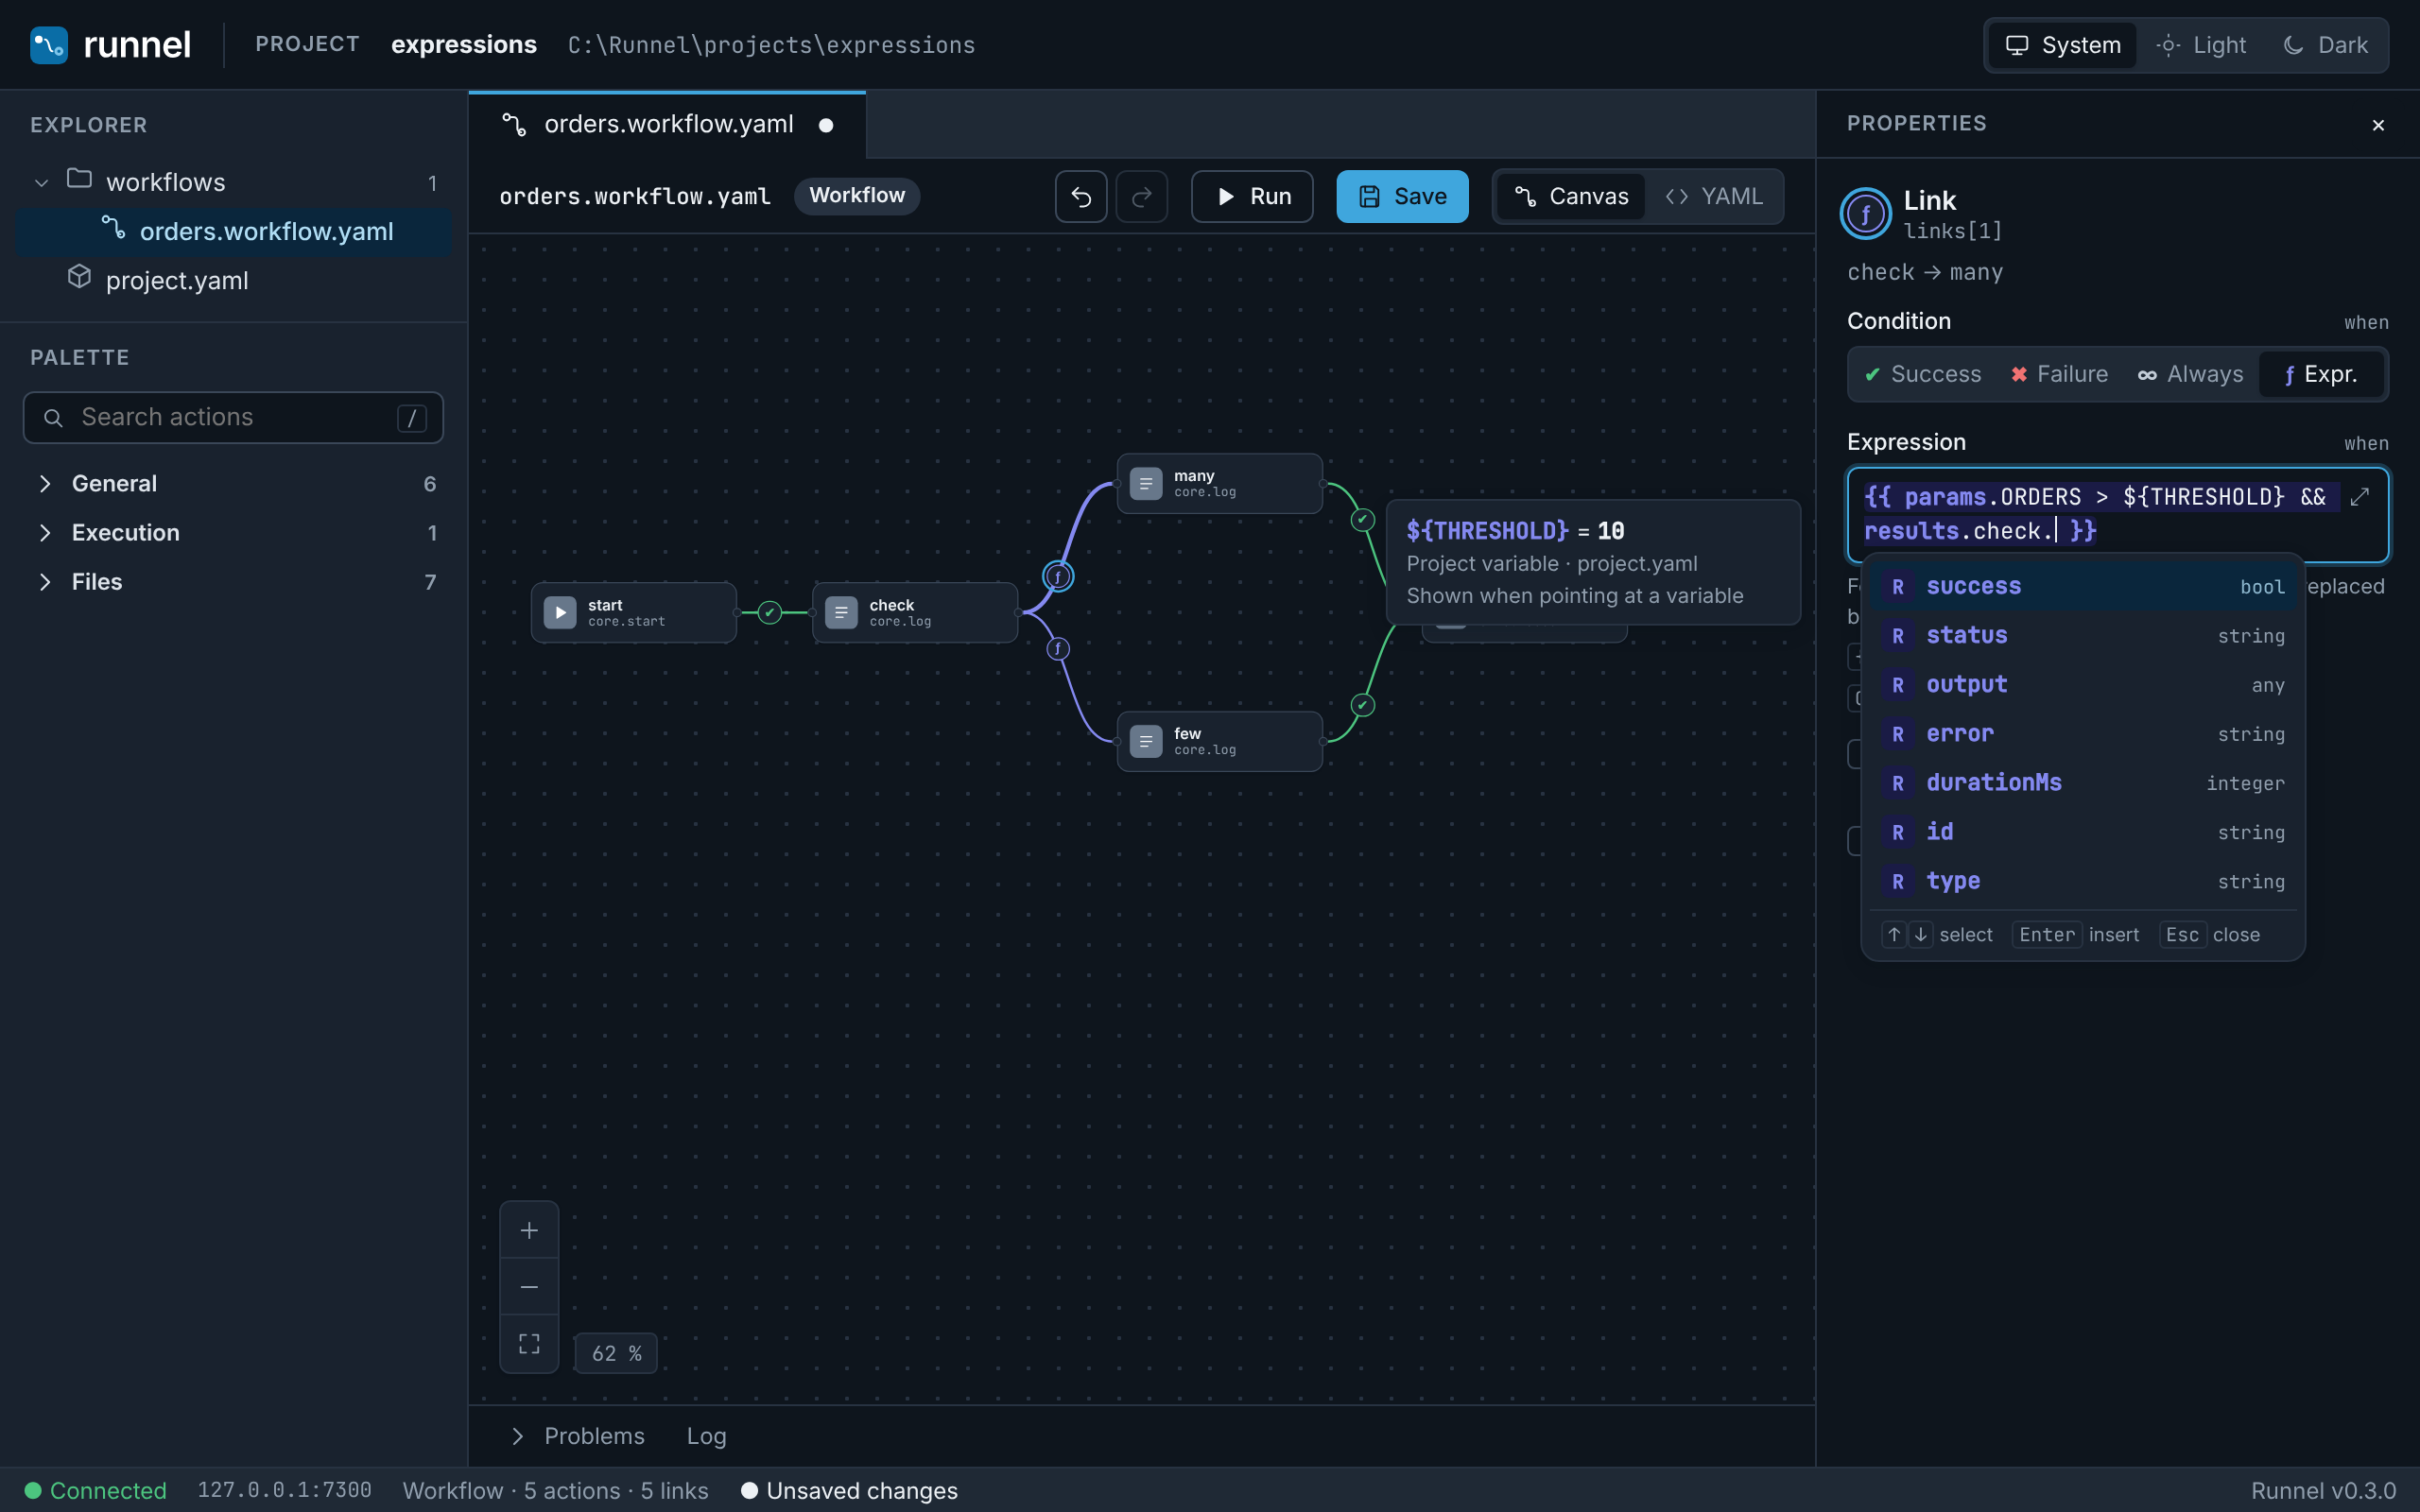 runnel PROJECT expressions C:\Runnel\projects\expressions System Light Dark
EXPLORER
workflows 1
orders.workflow.yaml
project.yaml
PALETTE
Search actions /
General 6
Execution 1
Files 7
orders.workflow.yaml
orders.workflow.yaml Workflow Run Save Canvas YAML
many
core.log
start
core.start
check
core.log
few
core.log
${THRESHOLD} = 10
Project variable · project.yaml
Shown when pointing at a variable
62 %
Problems Log
PROPERTIES
ƒ Link
links[1]
check → many
Condition when
Success Failure Always ƒ Expr.
Expression when
{{ params.ORDERS > ${THRESHOLD} &&
results.check. }}
R success bool
R status string
R output any
R error string
R durationMs integer
R id string
R type string
↑ ↓ select Enter insert Esc close
Connected 127.0.0.1:7300 Workflow · 5 actions · 5 links Unsaved changes Runnel v0.3.0